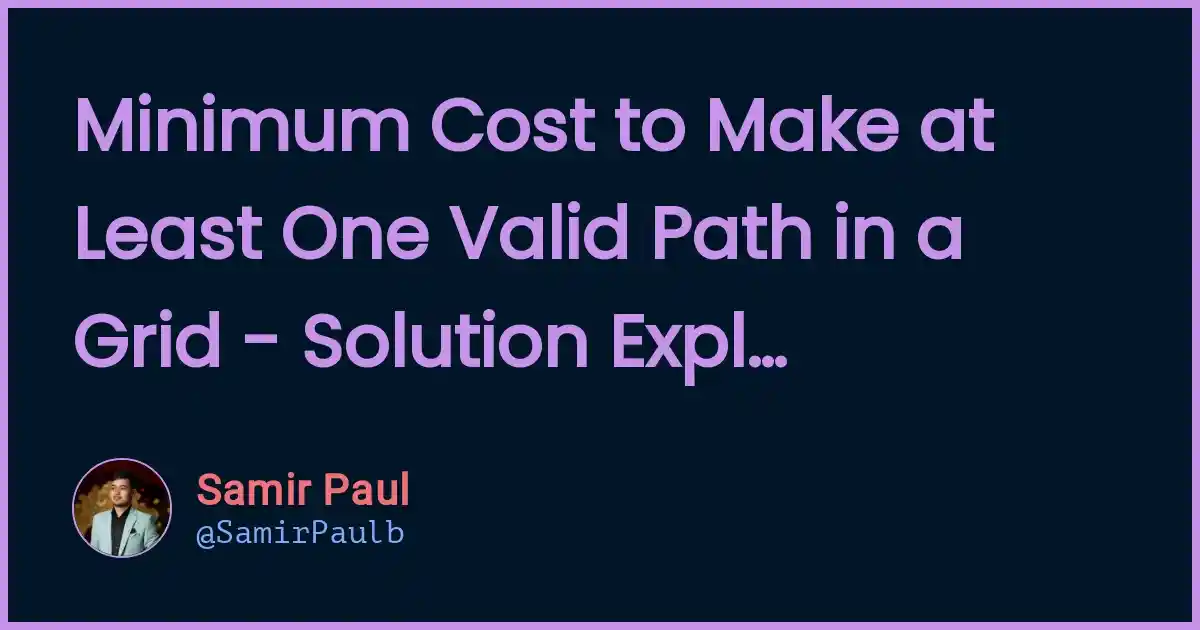 Minimum Cost to Make at
Least One Valid Path in a
Grid - Solution Expl...
Samir Paul
@SamirPaulb